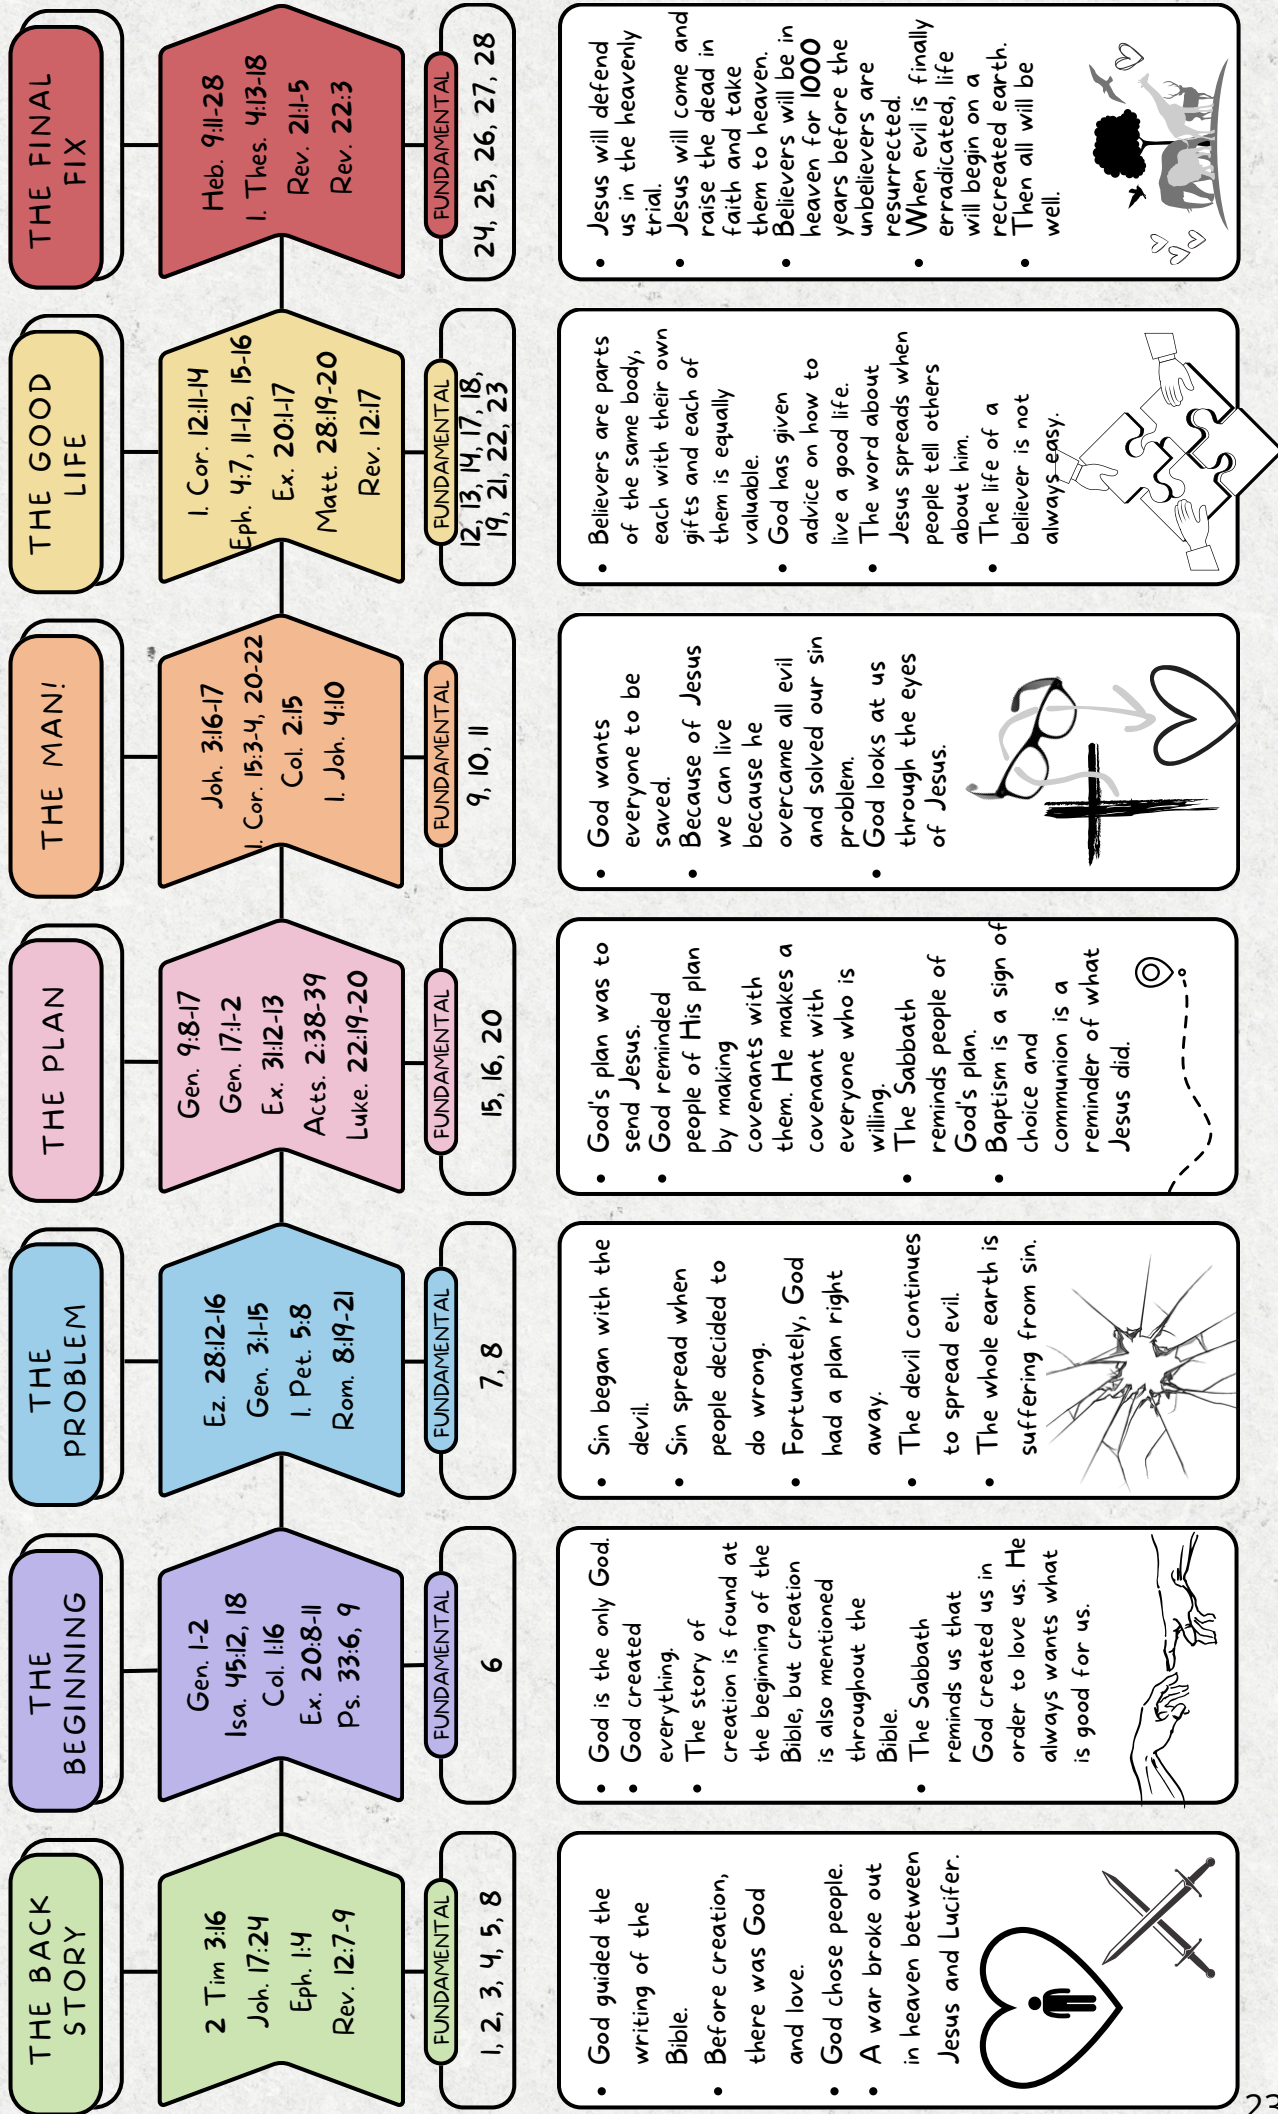 THE BACK
STORY
2 Tim 3:16
Joh. 17:24
Eph. 1:4
Rev. 12:7-9
FUNDAMENTAL
1, 2, 3, 4, 5, 8
• God guided the
writing of the
Bible.
• Before creation,
there was God
and love.
• God chose people.
• A war broke out
in heaven between
Jesus and Lucifer.
THE
BEGINNING
Gen. 1-2
Isa. 45:12, 18
Col. 1:16
Ex. 20:8-11
Ps. 33:6, 9
FUNDAMENTAL
6
• God is the only God.
• God created
everything.
• The story of
creation is found at
the beginning of the
Bible, but creation
is also mentioned
throughout the
Bible.
• The Sabbath
reminds us that
God created us in
order to love us. He
always wants what
is good for us.
THE
PROBLEM
Ez. 28:12-16
Gen. 3:1-15
1. Pet. 5:8
Rom. 8:19-21
FUNDAMENTAL
7, 8
• Sin began with the
devil.
• Sin spread when
people decided to
do wrong.
• Fortunately, God
had a plan right
away.
• The devil continues
to spread evil.
• The whole earth is
suffering from sin.
THE PLAN
Gen. 9:8-17
Gen. 17:1-2
Ex. 31:12-13
Acts. 2:38-39
Luke. 22:19-20
FUNDAMENTAL
15, 16, 20
• God's plan was to
send Jesus.
• God reminded
people of His plan
by making
covenants with
them. He makes a
covenant with
everyone who is
willing.
• The Sabbath
reminds people of
God's plan.
• Baptism is a sign of
choice and
communion is a
reminder of what
Jesus did.
THE MAN!
Joh. 3:16-17
1. Cor. 15:3-4, 20-22
Col. 2:15
1. Joh. 4:10
FUNDAMENTAL
9, 10, 11
• God wants
everyone to be
saved.
• Because of Jesus
we can live
because he
overcame all evil
and solved our sin
problem.
• God looks at us
through the eyes
of Jesus.
THE GOOD
LIFE
1. Cor. 12:11-14
Eph. 4:7, 11-12, 15-16
Ex. 20:1-17
Matt. 28:19-20
Rev. 12:17
FUNDAMENTAL
12, 13, 14, 17, 18,
19, 21, 22, 23
• Believers are parts
of the same body,
each with their own
gifts and each of
them is equally
valuable.
• God has given
advice on how to
live a good life.
• The word about
Jesus spreads when
people tell others
about him.
• The life of a
believer is not
always easy.
THE FINAL
FIX
Heb. 9:11-28
1. Thes. 4:13-18
Rev. 21:1-5
Rev. 22:3
FUNDAMENTAL
24, 25, 26, 27, 28
• Jesus will defend
us in the heavenly
trial.
• Jesus will come and
raise the dead in
faith and take
them to heaven.
• Believers will be in
heaven for 1000
years before the
unbelievers are
resurrected.
• When evil is finally
erradicated, life
will begin on a
recreated earth.
• Then all will be
well.
23